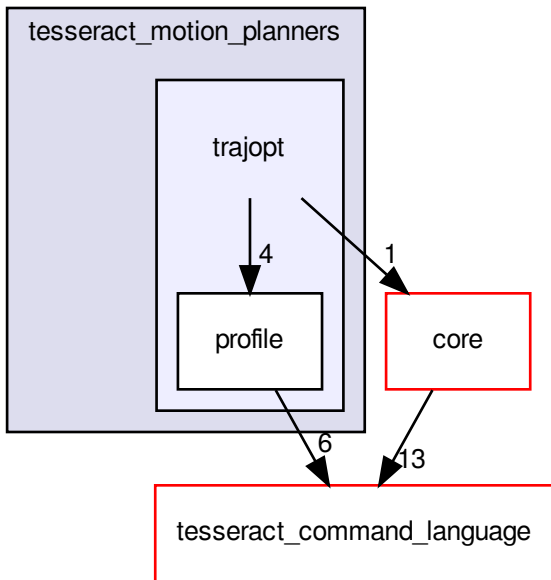 tesseract_motion_planners
trajopt
4
1
profile
core
6
13
tesseract_command_language